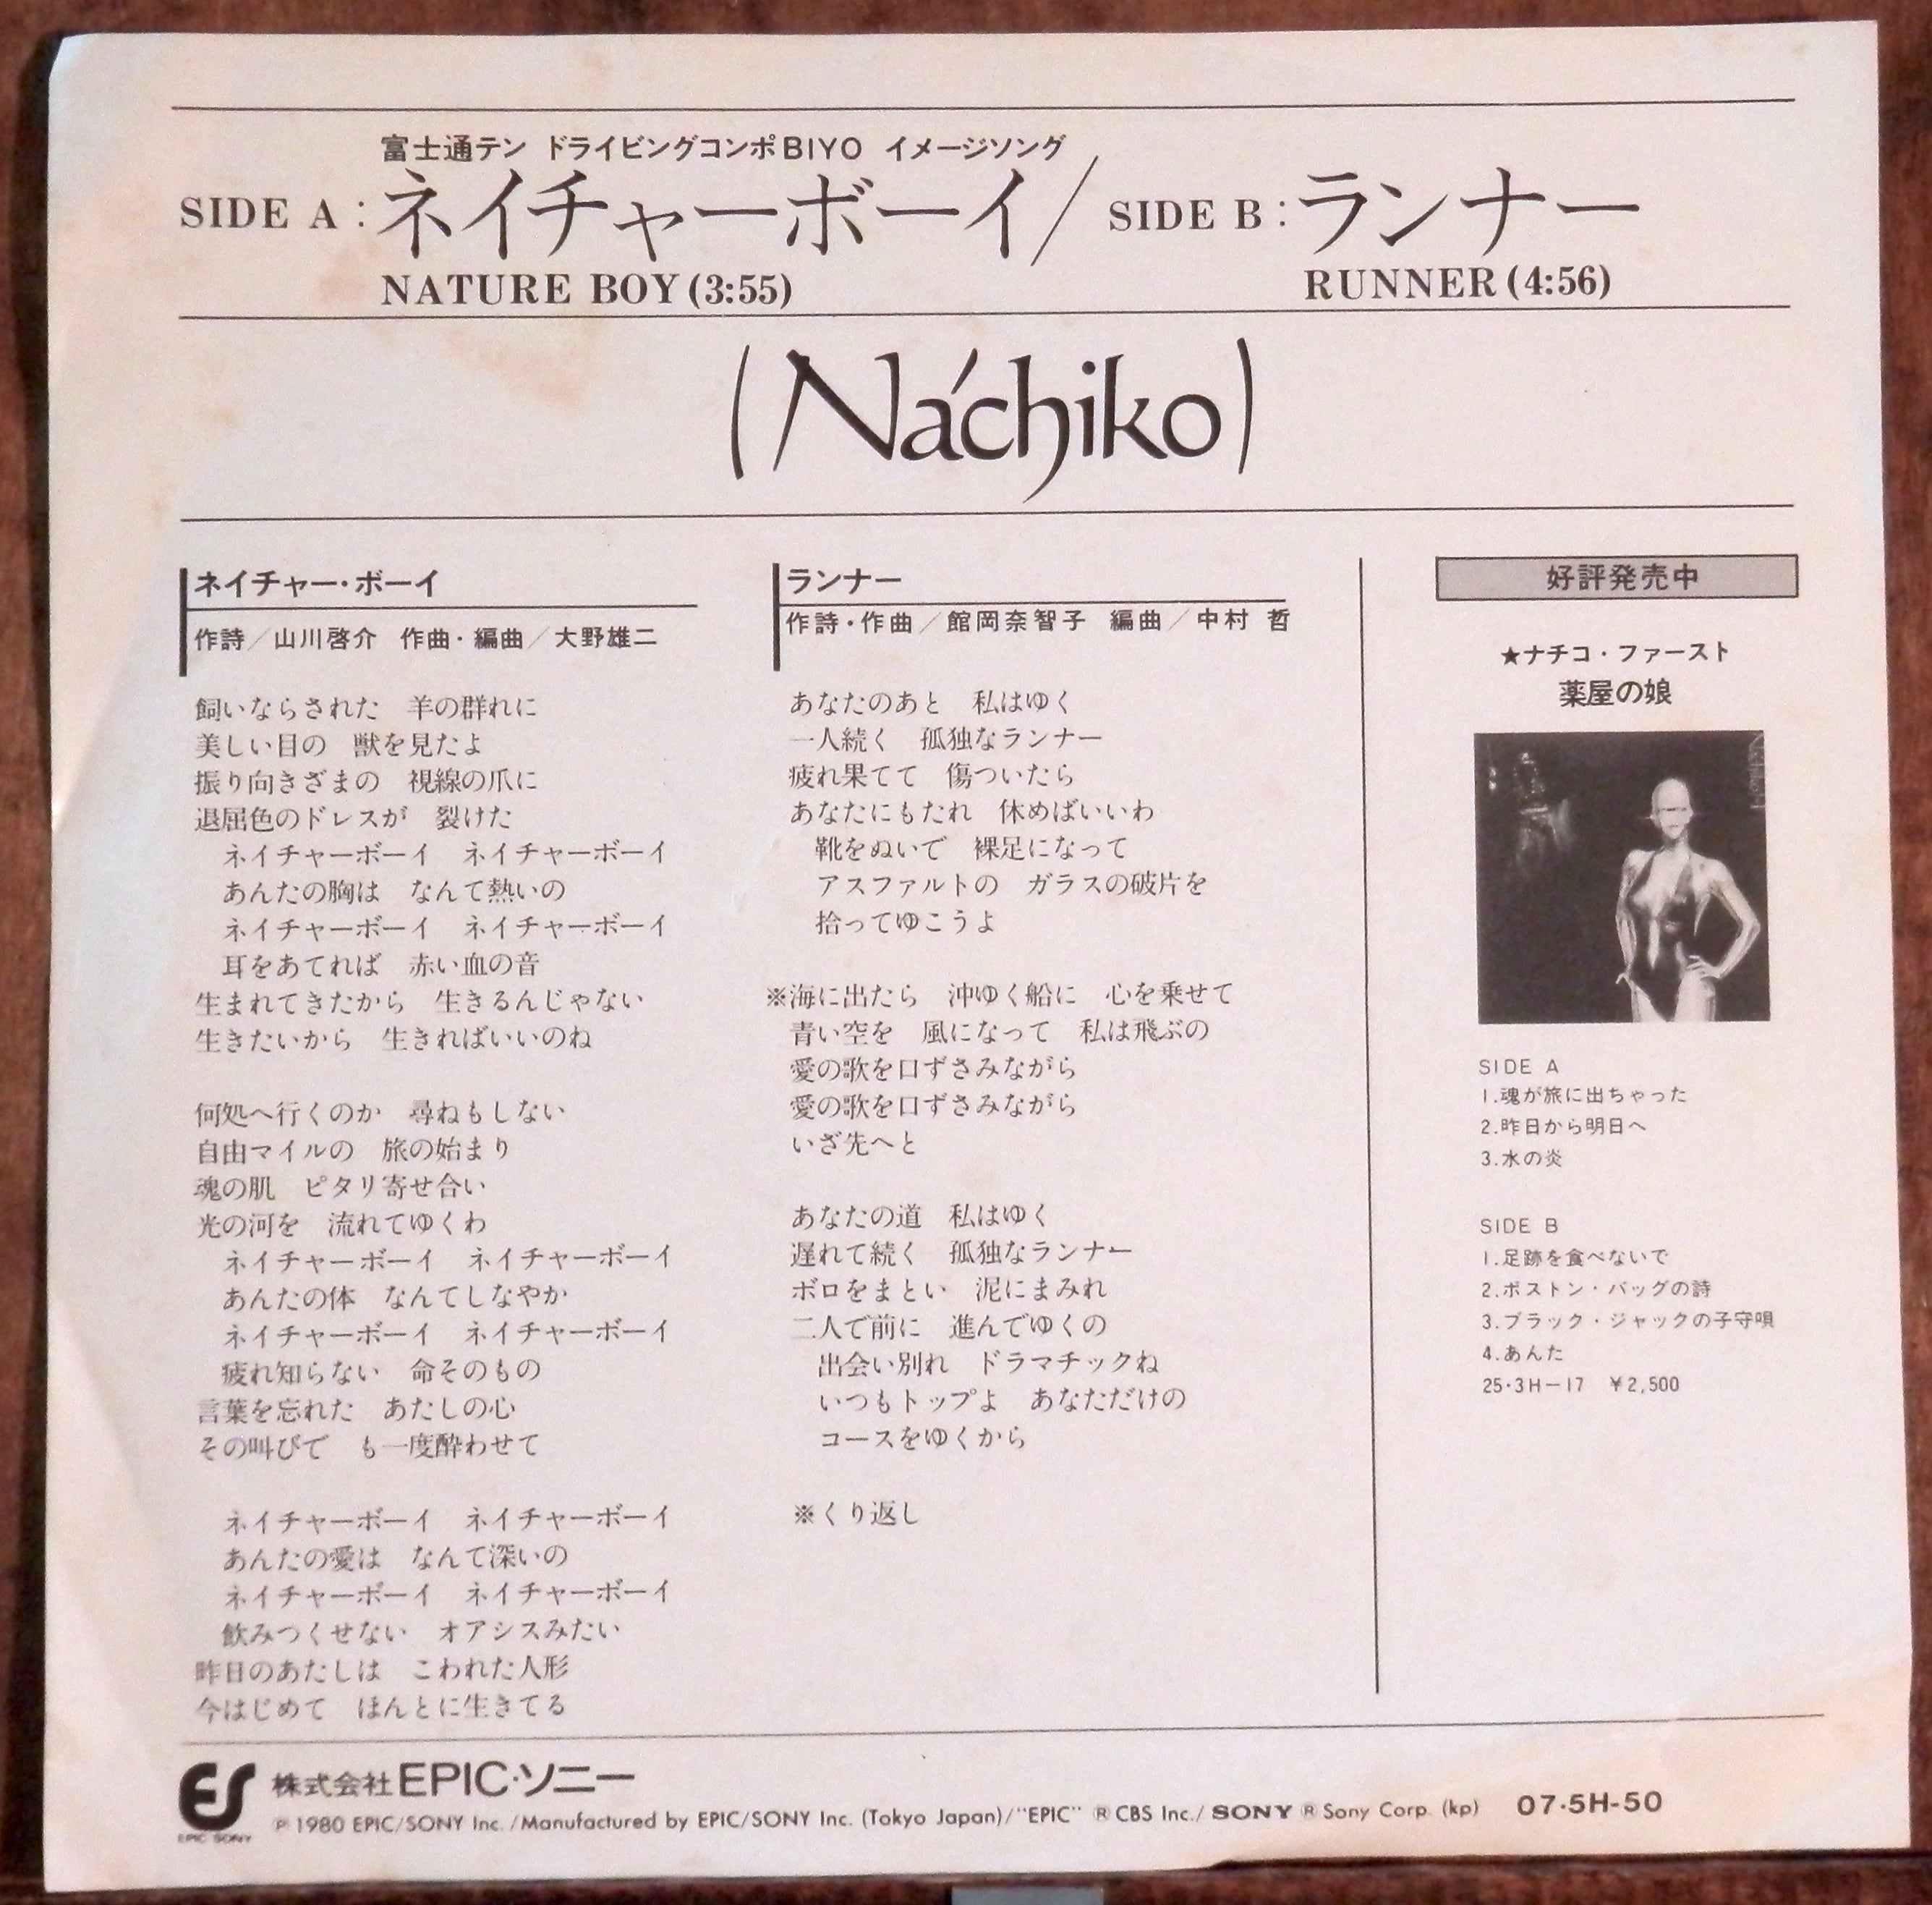 富士通テン ドライビングコンポBIYO イメージソング
SIDE A:ネイチャーボーイ/SIDE B:ランナー
NATURE BOY(3:55) RUNNER(4:56)
(Náchiko)
ネイチャー・ボーイ
作詩/山川啓介 作曲・編曲/大野雄二
飼いならされた 羊の群れに
美しい目の 獣を見たよ
振り向きざまの 視線の爪に
退屈色のドレスが 裂けた
ネイチャーボーイ ネイチャーボーイ
あんたの胸は なんて熱いの
ネイチャーボーイ ネイチャーボーイ
耳をあてれば 赤い血の音
生まれてきたから 生きるんじゃない
生きたいから 生きればいいのね
何処へ行くのか 尋ねもしない
自由マイルの 旅の始まり
魂の肌 ピタリ寄せ合い
光の河を 流れてゆくわ
ネイチャーボーイ ネイチャーボーイ
あんたの体 なんてしなやか
ネイチャーボーイ ネイチャーボーイ
疲れ知らない 命そのもの
言葉を忘れた あたしの心
その叫びで も一度酔わせて
ネイチャーボーイ ネイチャーボーイ
あんたの愛は なんて深いの
ネイチャーボーイ ネイチャーボーイ
飲みつくせない オアシスみたい
昨日のあたしは こわれた人形
今はじめて ほんとに生きてる
ランナー
作詩・作曲/館岡奈智子 編曲/中村 哲
あなたのあと 私はゆく
一人続く 孤独なランナー
疲れ果てて 傷ついたら
あなたにもたれ 休めばいいわ
靴をぬいで 裸足になって
アスファルトの ガラスの破片を
拾ってゆこうよ
※海に出たら 沖ゆく船に 心を乗せて
青い空を 風になって 私は飛ぶの
愛の歌を口ずさみながら
愛の歌を口ずさみながら
いざ先へと
あなたの道 私はゆく
遅れて続く 孤独なランナー
ボロをまとい 泥にまみれ
二人で前に 進んでゆくの
出会い別れ ドラマチックね
いつもトップよ あなただけの
コースをゆくから
※くり返し
好評発売中
★ナチコ・ファースト
薬屋の娘
SIDE A
1.魂が旅に出ちゃった
2.昨日から明日へ
3.水の炎
SIDE B
1.足跡を食べないで
2.ボストン・バッグの詩
3.ブラック・ジャックの子守唄
4.あんた
25・3H-17 ¥2,500
ES 株式会社EPIC・ソニー
EPIC SONY
Ⓟ1980 EPIC/SONY Inc./Manufactured by EPIC/SONY Inc. (Tokyo Japan)/"EPIC" ®CBS Inc./SONY ®Sony Corp. (kp) 07・5H-50